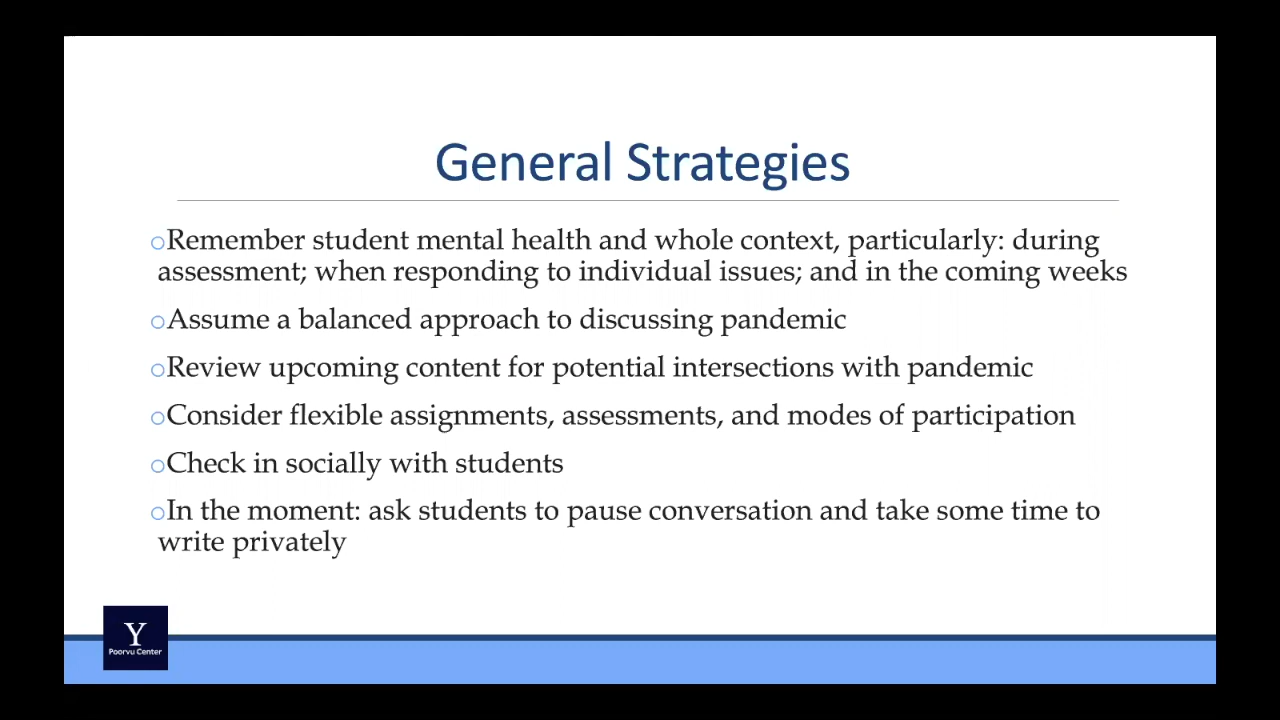 General Strategies
oRemember student mental health and whole context, particularly: during
assessment; when responding to individual issues; and in the coming weeks
oAssume a balanced approach to discussing pandemic
oReview upcoming content for potential intersections with pandemic
oConsider flexible assignments, assessments, and modes of participation
oCheck in socially with students
oIn the moment: ask students to pause conversation and take some time to
write privately
Y
Poorvu Center